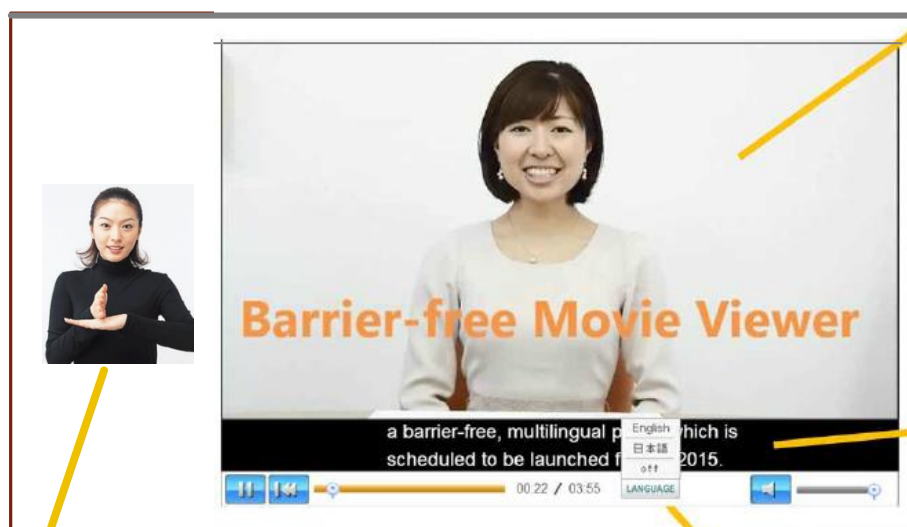 Barrier-free Movie Viewer
a barrier-free, multilingual p which is
scheduled to be launched f 2015.
English
日本語
off
LANGUAGE
00:22 / 03:55